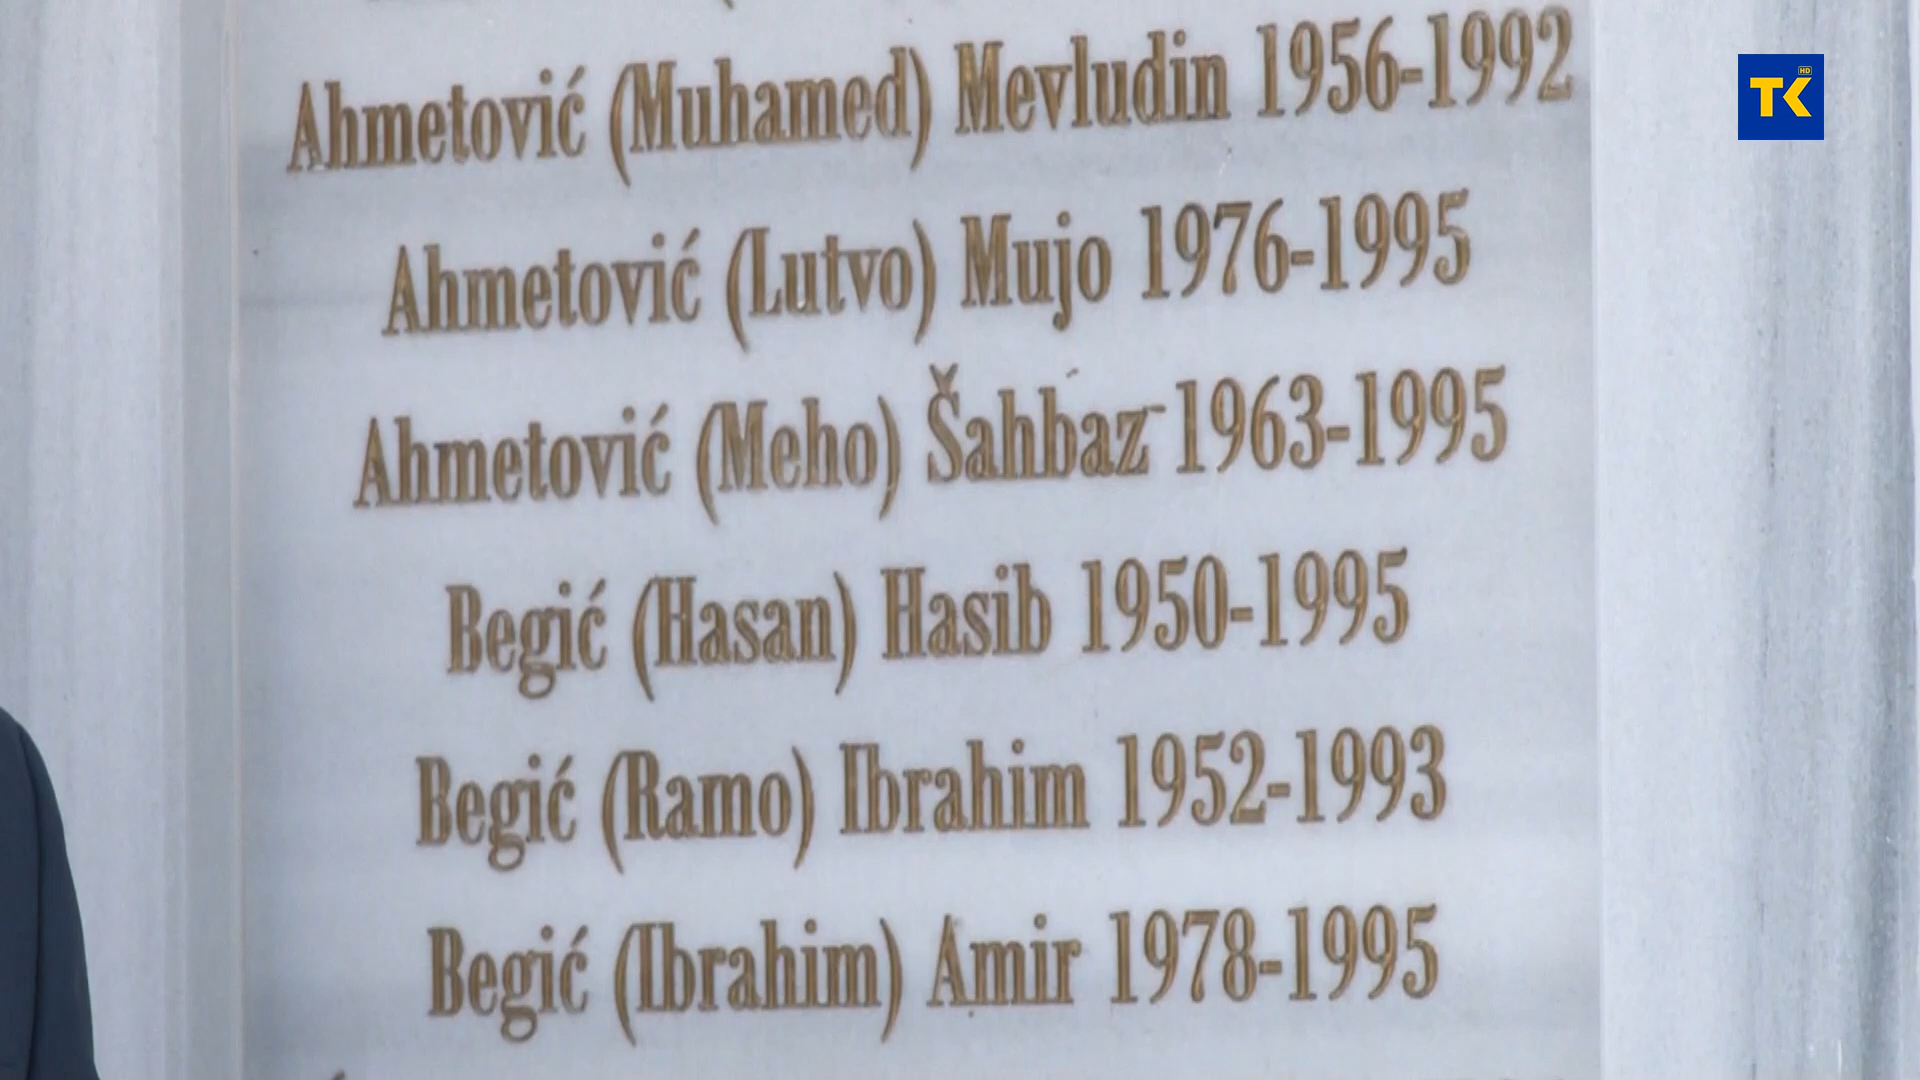 Ahmetović (Muhamed) Mevludin 1956-1992
Ahmetović (Lutvo) Mujo 1976-1995
Ahmetović (Meho) Šahbaz 1963-1995
Begić (Hasan) Hasib 1950-1995
Begić (Ramo) Ibrahim 1952-1993
Begić (Ibrahim) Amir 1978-1995
TK HD